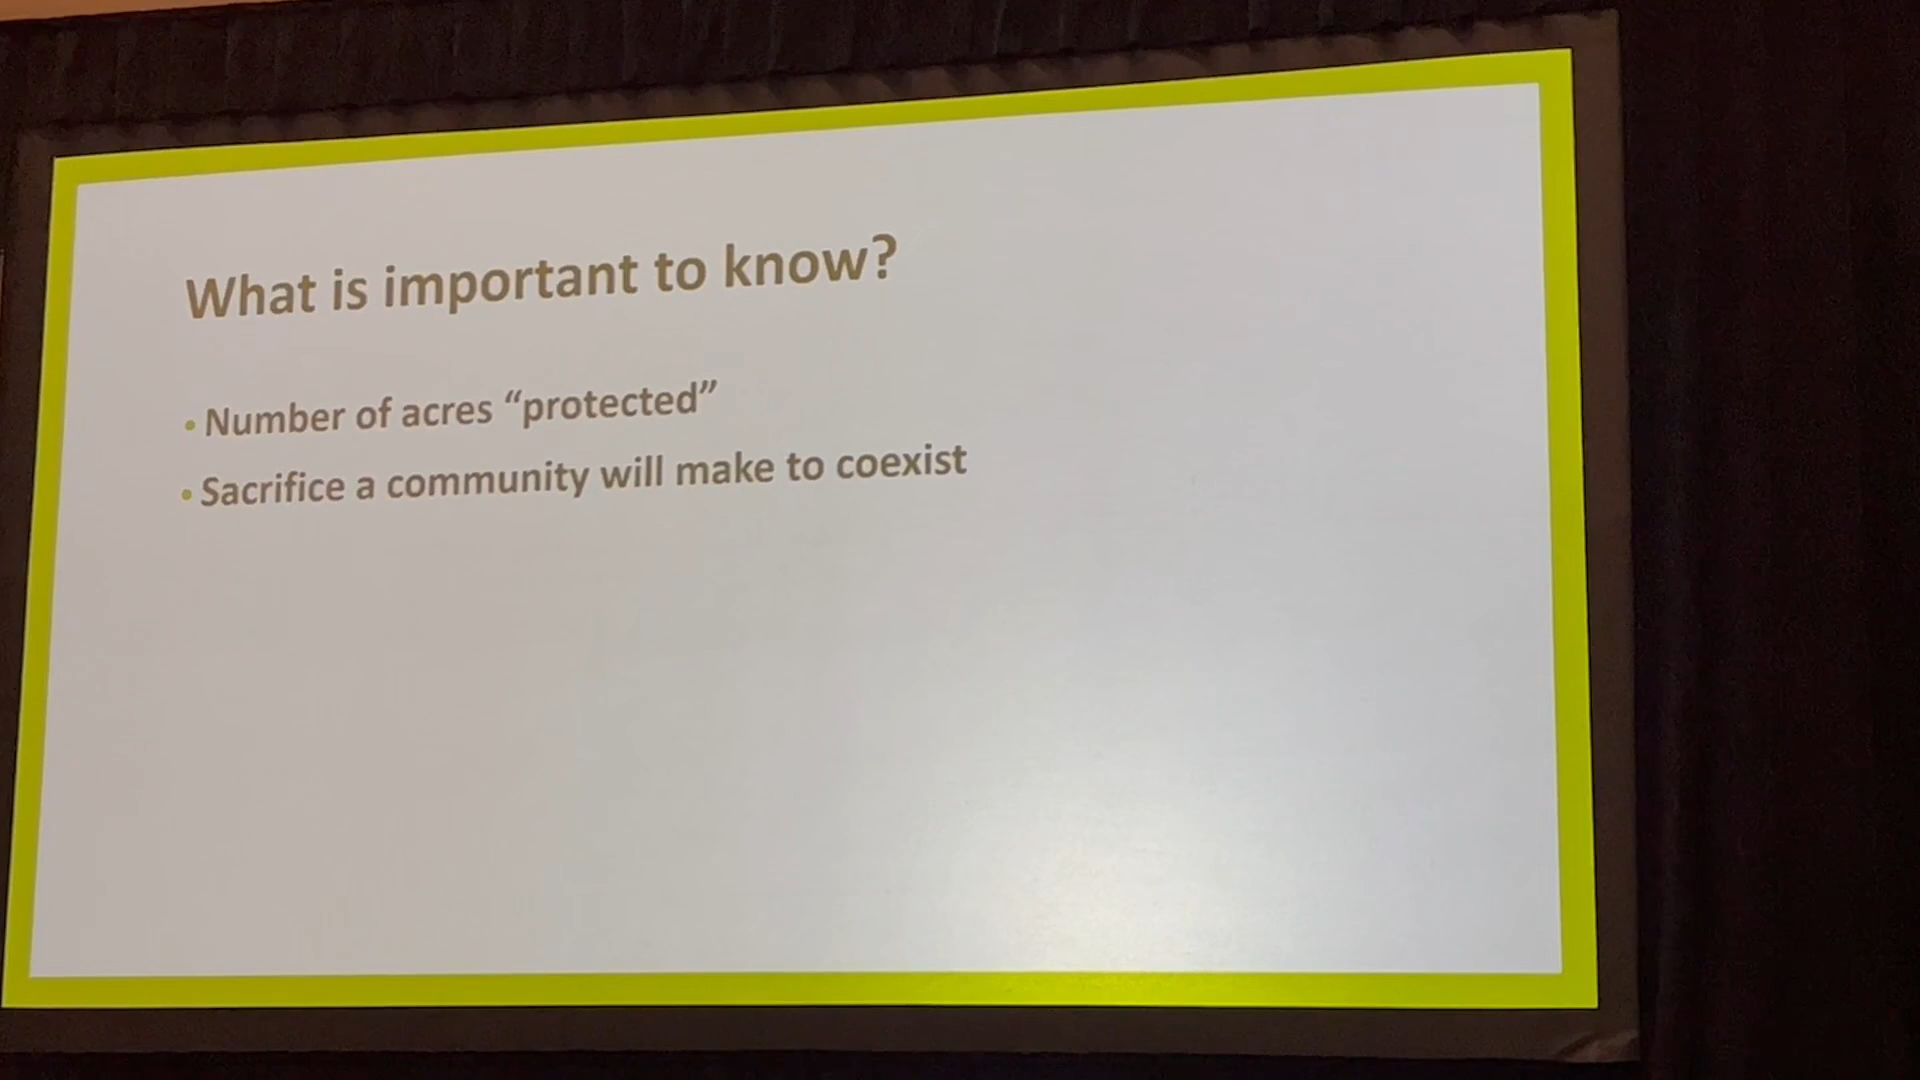 What is important to know?
• Number of acres “protected”
• Sacrifice a community will make to coexist